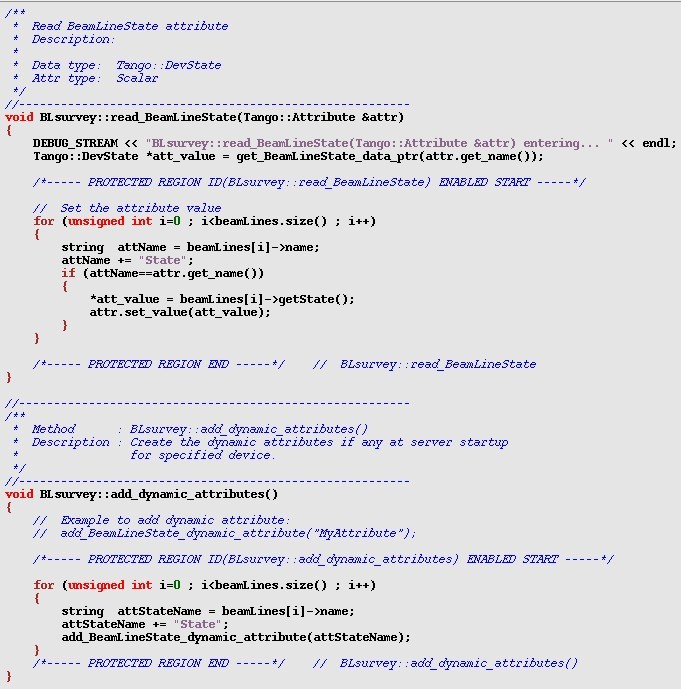 /**
 *  Read BeamLineState attribute
 *  Description:
 *
 *  Data type:  Tango::DevState
 *  Attr type:  Scalar
 */
//--------------------------------------------------------
void BLsurvey::read_BeamLineState(Tango::Attribute &attr)
{
    DEBUG_STREAM << "BLsurvey::read_BeamLineState(Tango::Attribute &attr) entering... " << endl;
    Tango::DevState *att_value = get_BeamLineState_data_ptr(attr.get_name());
    /*----- PROTECTED REGION ID(BLsurvey::read_BeamLineState) ENABLED START -----*/
    //  Set the attribute value
    for (unsigned int i=0 ; i<beamLines.size() ; i++)
    {
        string  attName = beamLines[i]->name;
        attName += "State";
        if (attName==attr.get_name())
        {
            *att_value = beamLines[i]->getState();
            attr.set_value(att_value);
        }
    }
    /*----- PROTECTED REGION END -----*/    //  BLsurvey::read_BeamLineState
}
//--------------------------------------------------------
/**
 *  Method      : BLsurvey::add_dynamic_attributes()
 *  Description : Create the dynamic attributes if any at server startup
 *                for specified device.
 */
//--------------------------------------------------------
void BLsurvey::add_dynamic_attributes()
{
    //  Example to add dynamic attribute:
    //  add_BeamLineState_dynamic_attribute("MyAttribute");
    /*----- PROTECTED REGION ID(BLsurvey::add_dynamic_attributes) ENABLED START -----*/
    for (unsigned int i=0 ; i<beamLines.size() ; i++)
    {
        string  attStateName = beamLines[i]->name;
        attStateName += "State";
        add_BeamLineState_dynamic_attribute(attStateName);
    }
    /*----- PROTECTED REGION END -----*/    //  BLsurvey::add_dynamic_attributes()
}